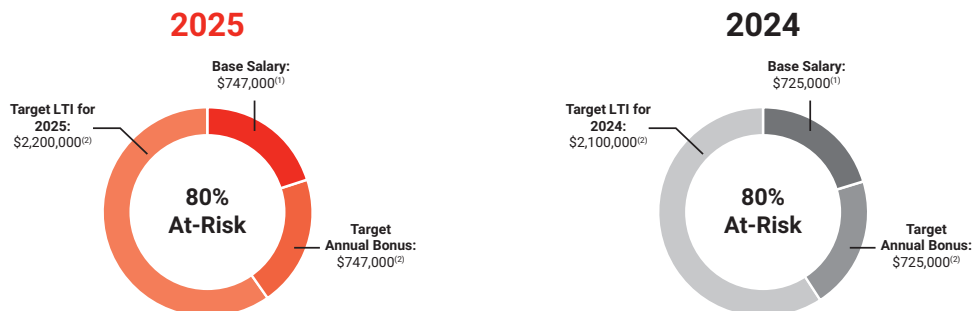 2025
Base Salary:
$747,000(1)
Target LTI for
2025:
$2,200,000(2)
80%
At-Risk
Target
Annual Bonus:
$747,000(2)
2024
Base Salary:
$725,000(1)
Target LTI for
2024:
$2,100,000(2)
80%
At-Risk
Target
Annual Bonus:
$725,000(2)